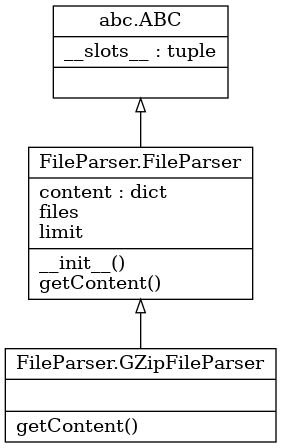 abc.ABC
__slots__ : tuple
FileParser.FileParser
content : dict
files
limit
__init__()
getContent()
FileParser.GZipFileParser
getContent()